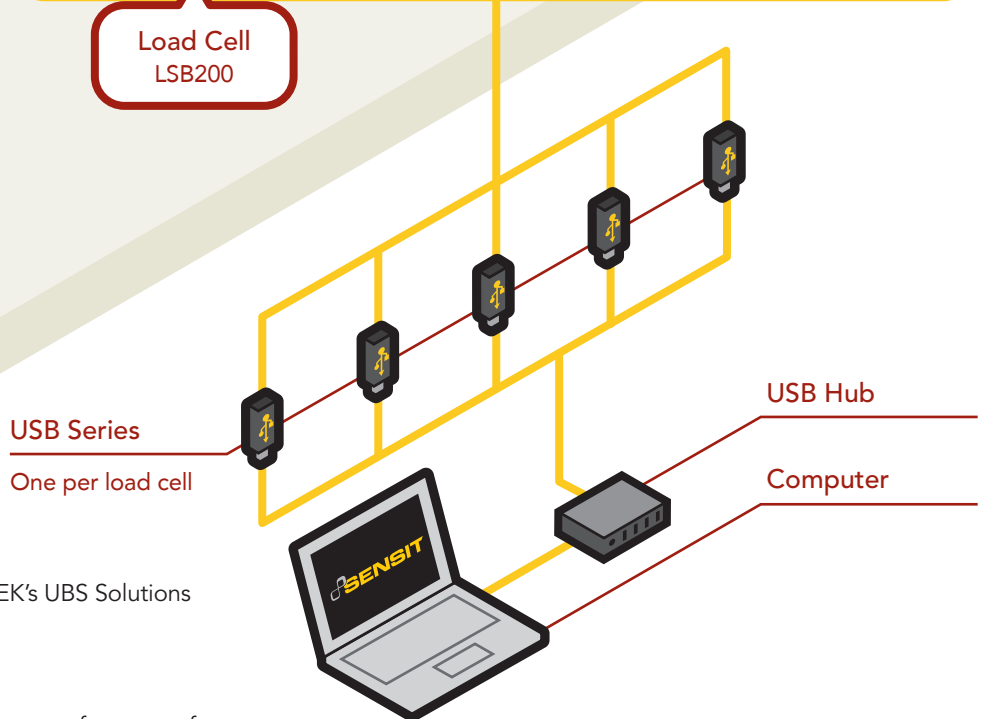 Load Cell
LSB200
USB Series
One per load cell
USB Hub
Computer
SENSIT
EK’s UBS Solutions